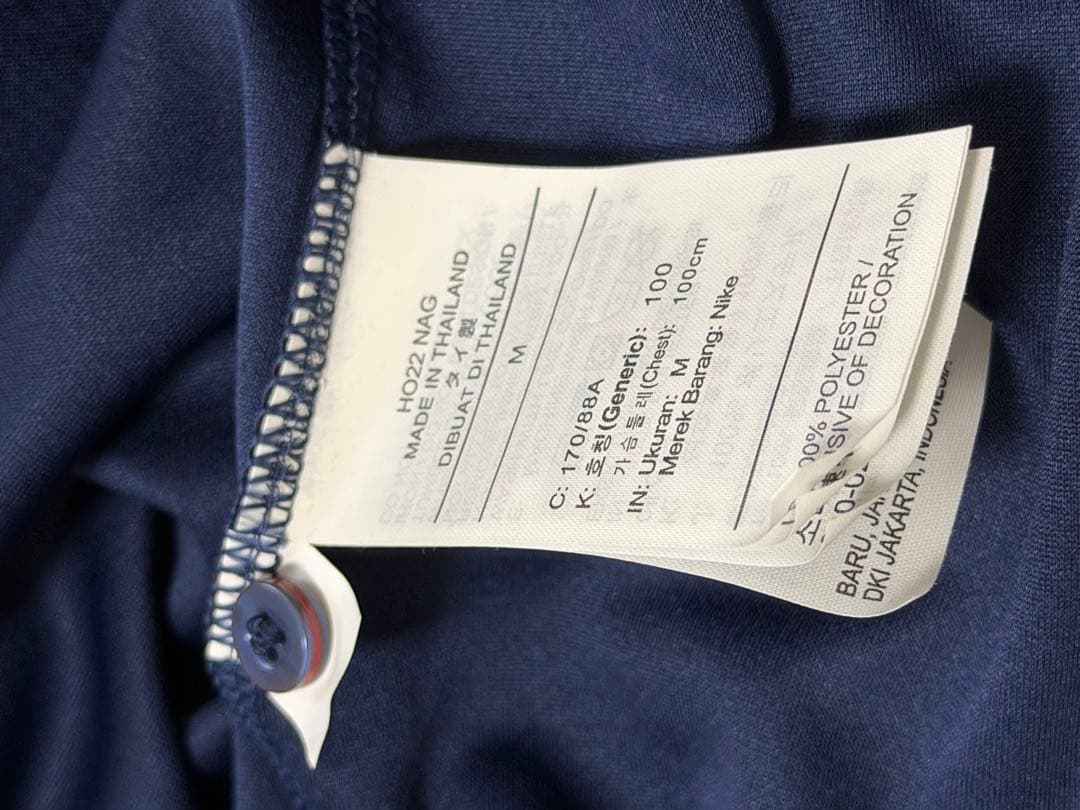 HO22 NAG
MADE IN THAILAND
タイ製
DIBUAT DI THAILAND
M
C: 170/88A
K: 호칭(Generic): 100
가슴둘레(Chest): 100cm
IN: Ukuran: M
Merek Barang: Nike
00% POLYESTER /
SIVE OF DECORATION
BARU, JA
DKI JAKARTA, INDONESIA